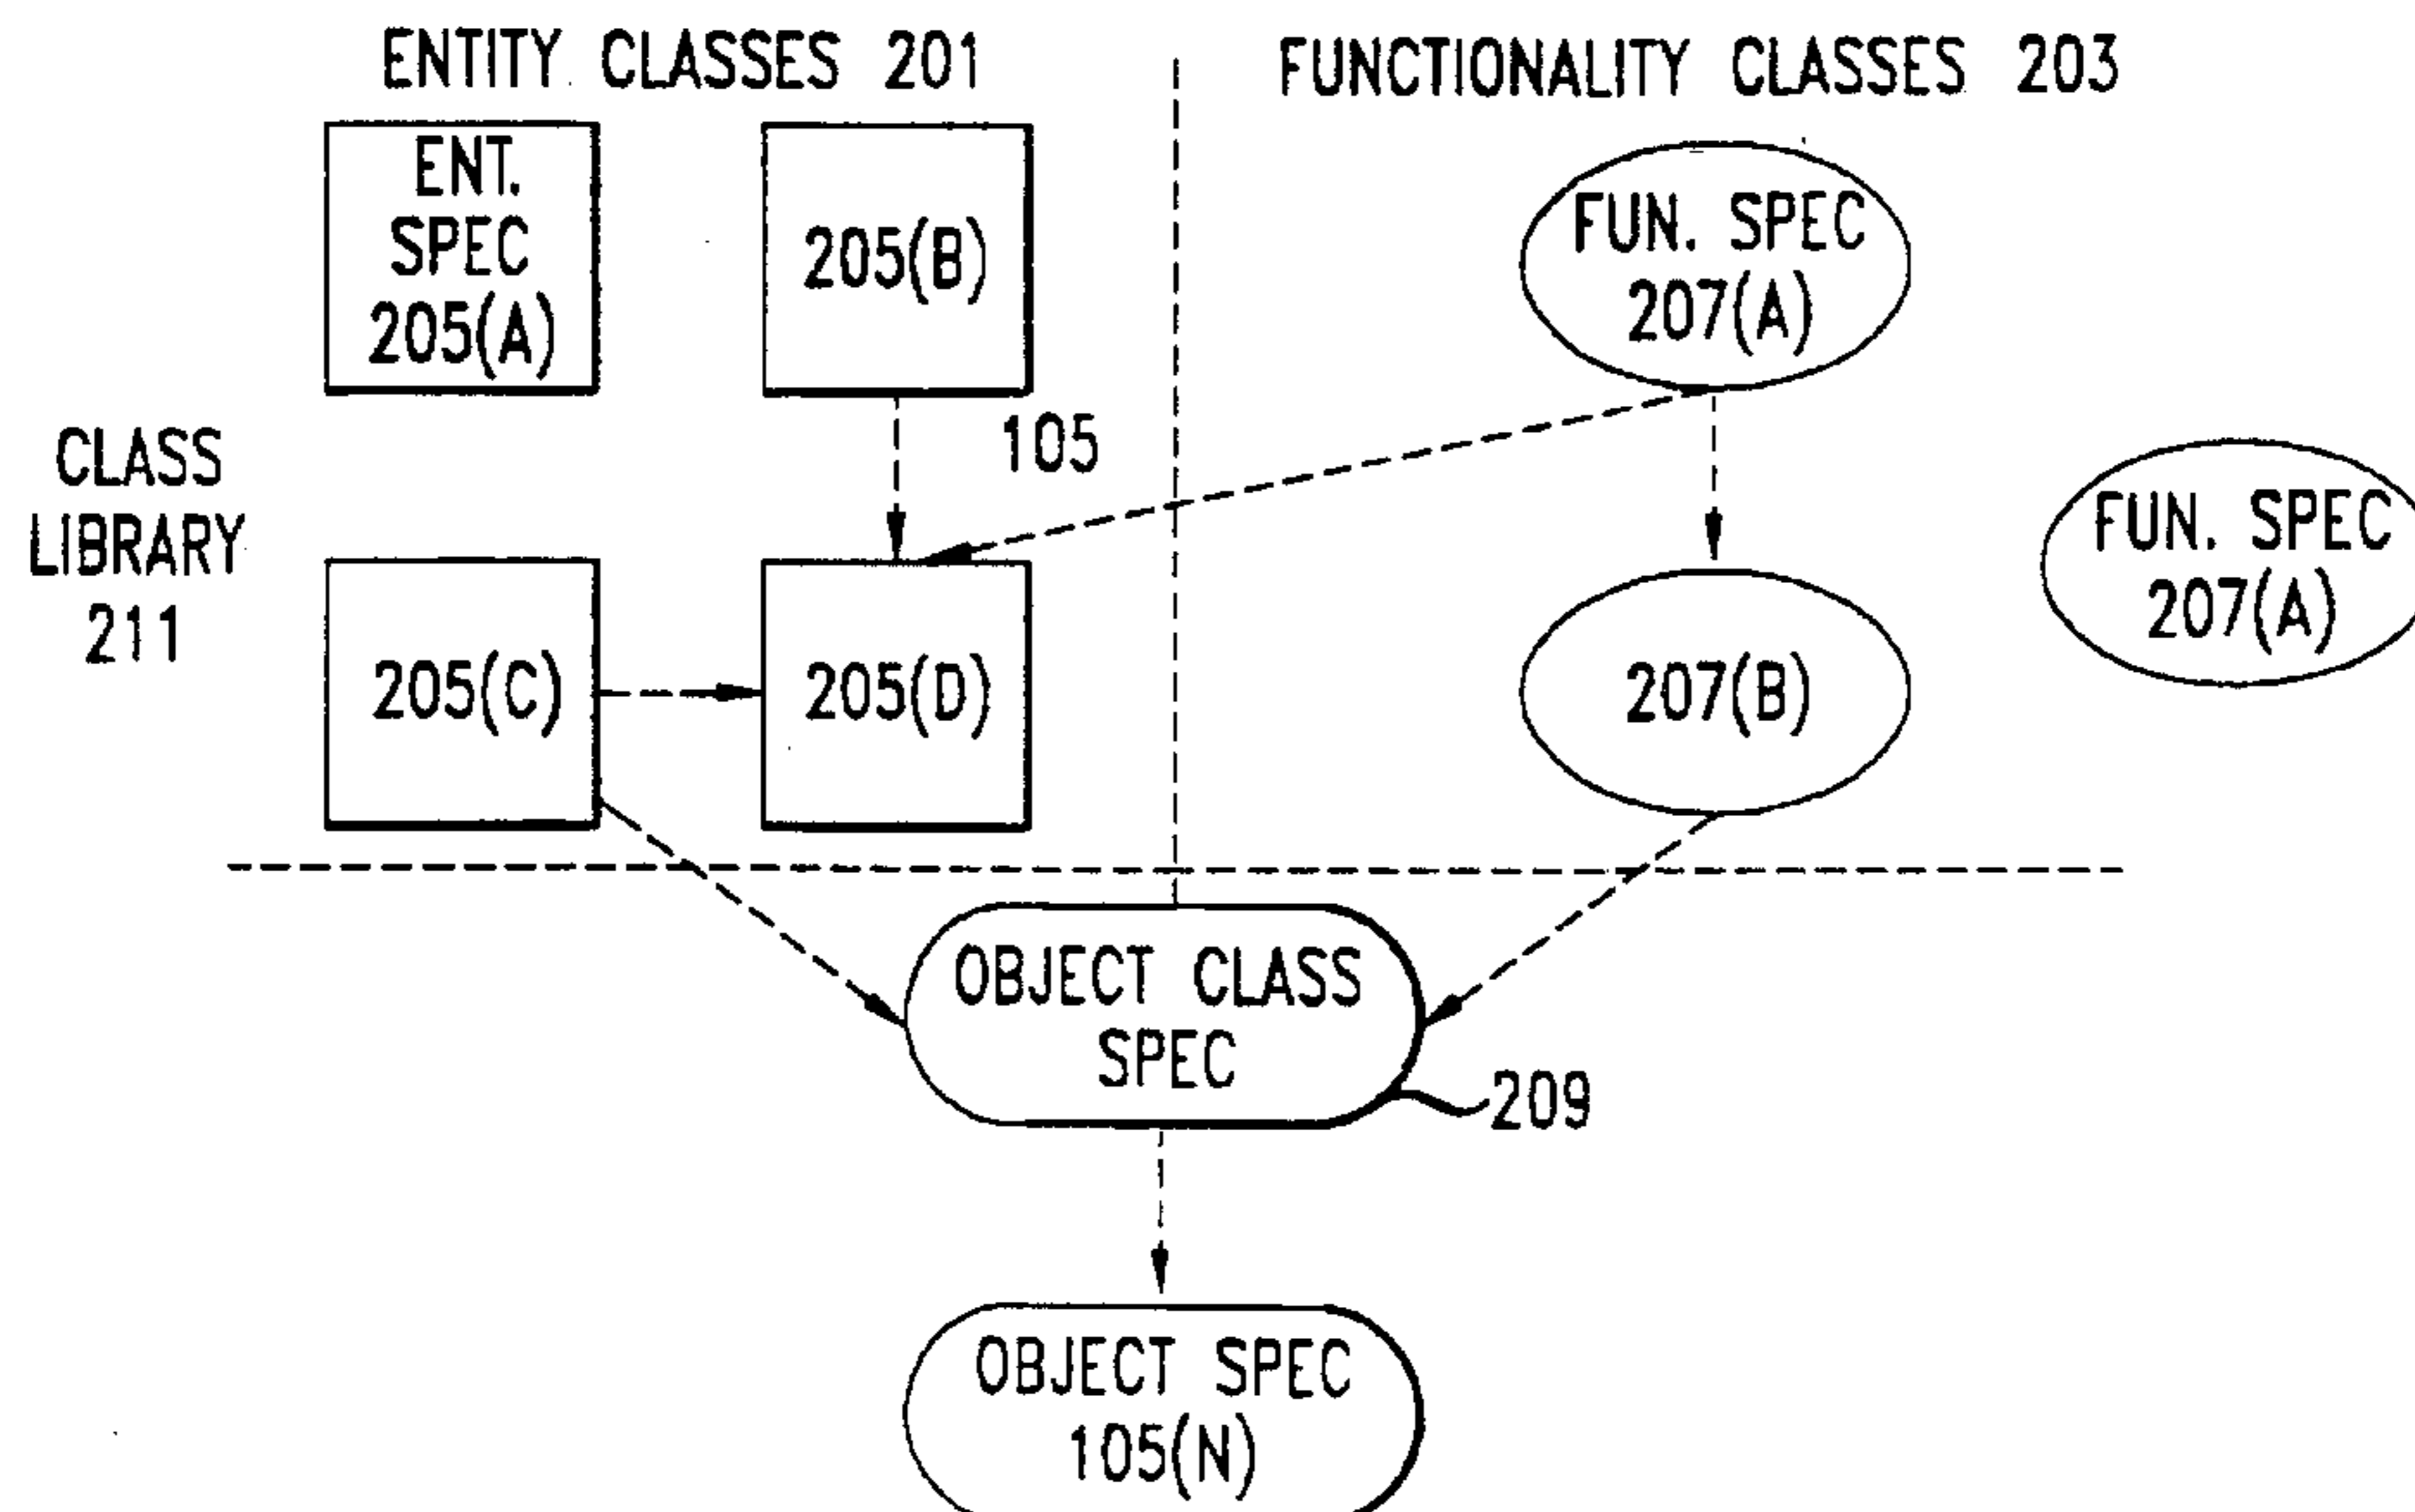 ENTITY CLASSES 201
FUNCTIONALITY CLASSES 203
ENT.
SPEC
205(A)
205(B)
FUN. SPEC
207(A)
105
CLASS
LIBRARY
211
FUN. SPEC
207(A)
205(C)
205(D)
207(B)
OBJECT CLASS
SPEC
209
OBJECT SPEC
105(N)